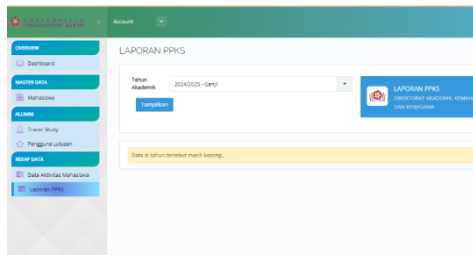 Account
OVERVIEW
Dashboard
MASTER DATA
Mahasiswa
ALUMNI
Tracer Study
Pengguna Lulusan
REKAP DATA
Data Aktivitas Mahasiswa
Laporan PPKS
LAPORAN PPKS
Tahun
Akademik
2024/2025 - Ganjil
Tampilkan
LAPORAN PPKS
DIREKTORAT AKADEMIK, KEMAHA
DAN KERJASAMA
Data di tahun tersebut masih kosong...